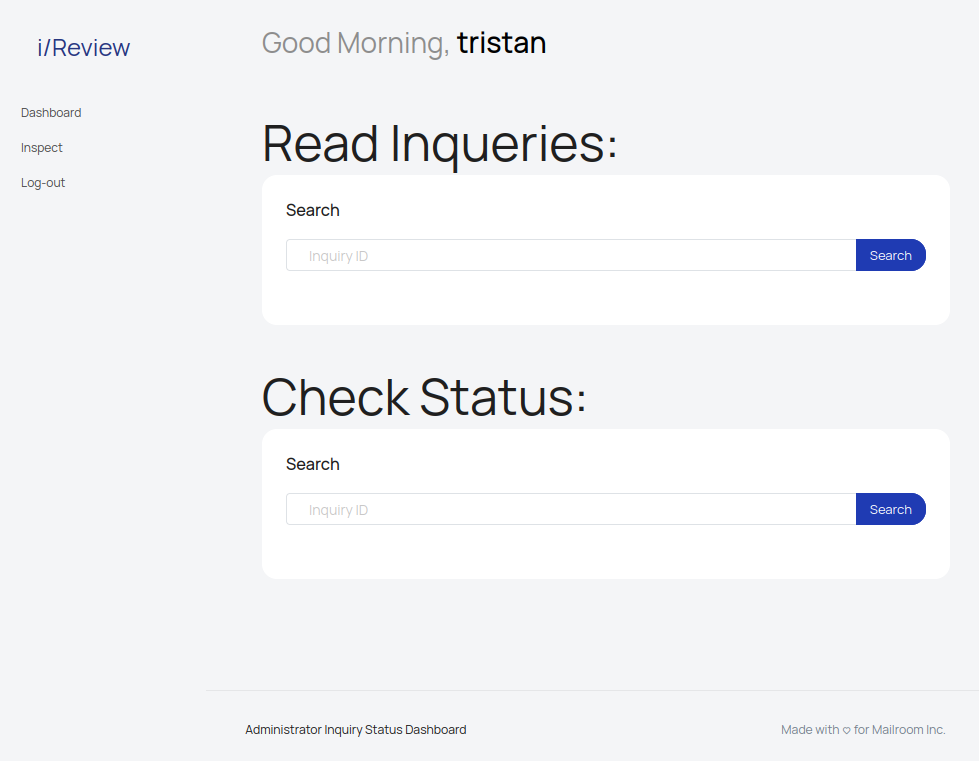 i/Review
Good Morning, tristan
Dashboard
Inspect
Log-out
Read Inqueries:
Search
Inquiry ID
Search
Check Status:
Search
Inquiry ID
Search
Administrator Inquiry Status Dashboard
Made with ♡ for Mailroom Inc.